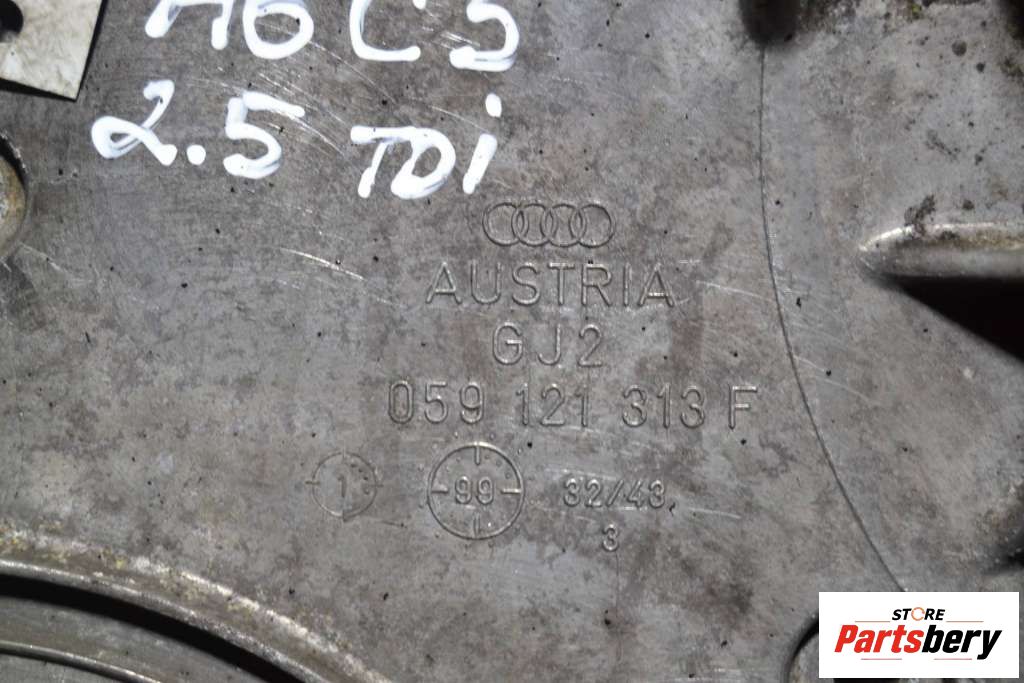 A6 C5
2.5 TDi
AUSTRIA
GJ2
059 121 313 F
1 99 32/43
3
STORE
Partsbery